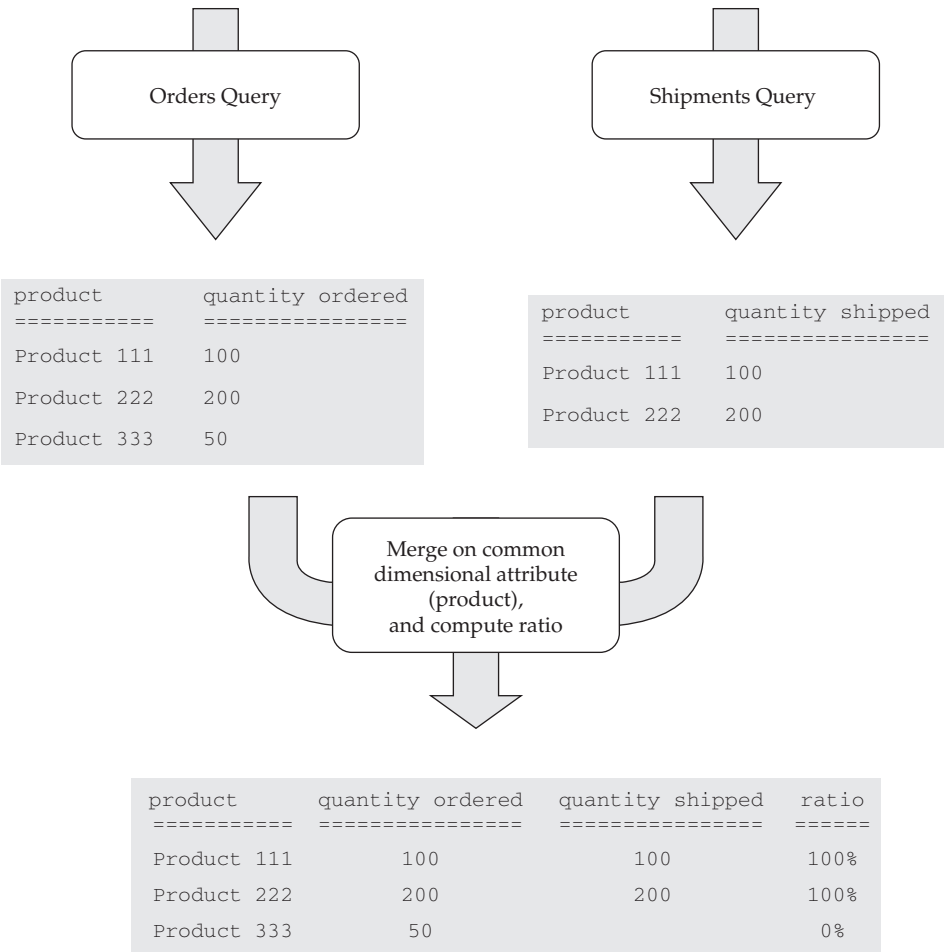 Orders Query
Shipments Query
product quantity ordered
=========== ================
Product 111 100
Product 222 200
Product 333 50
product quantity shipped
=========== ================
Product 111 100
Product 222 200
Merge on common
dimensional attribute
(product),
and compute ratio
product quantity ordered quantity shipped ratio
=========== ================ ================ ======
Product 111 100 100 100%
Product 222 200 200 100%
Product 333 50 0%